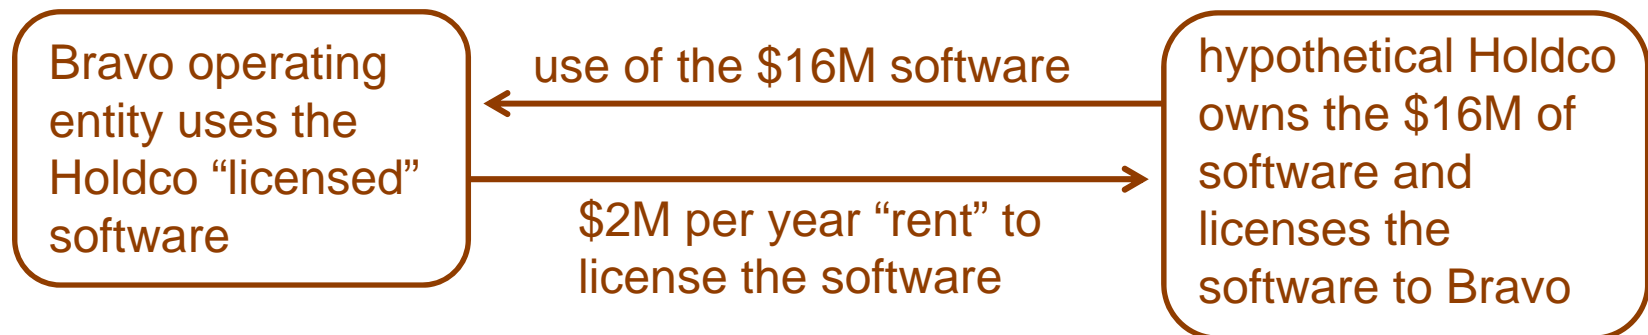 Bravo operating
entity uses the
Holdco “licensed”
software
use of the $16M software
$2M per year “rent” to
license the software
hypothetical Holdco
owns the $16M of
software and
licenses the
software to Bravo